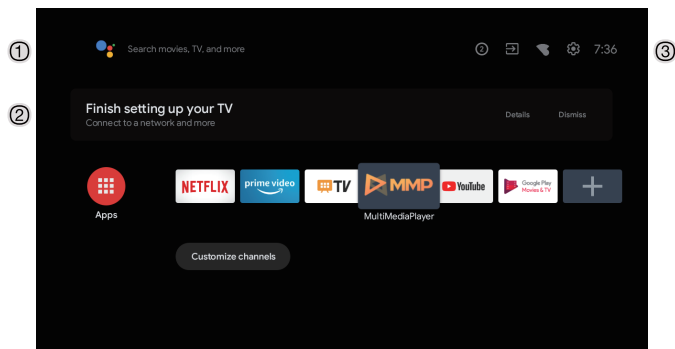 ① Search movies, TV, and more 2 7:36 ③
② Finish setting up your TV
Connect to a network and more
Details Dismiss
NETFLIX prime video TV MMP YouTube Google Play
Movies & TV
Apps MultiMediaPlayer
Customize channels